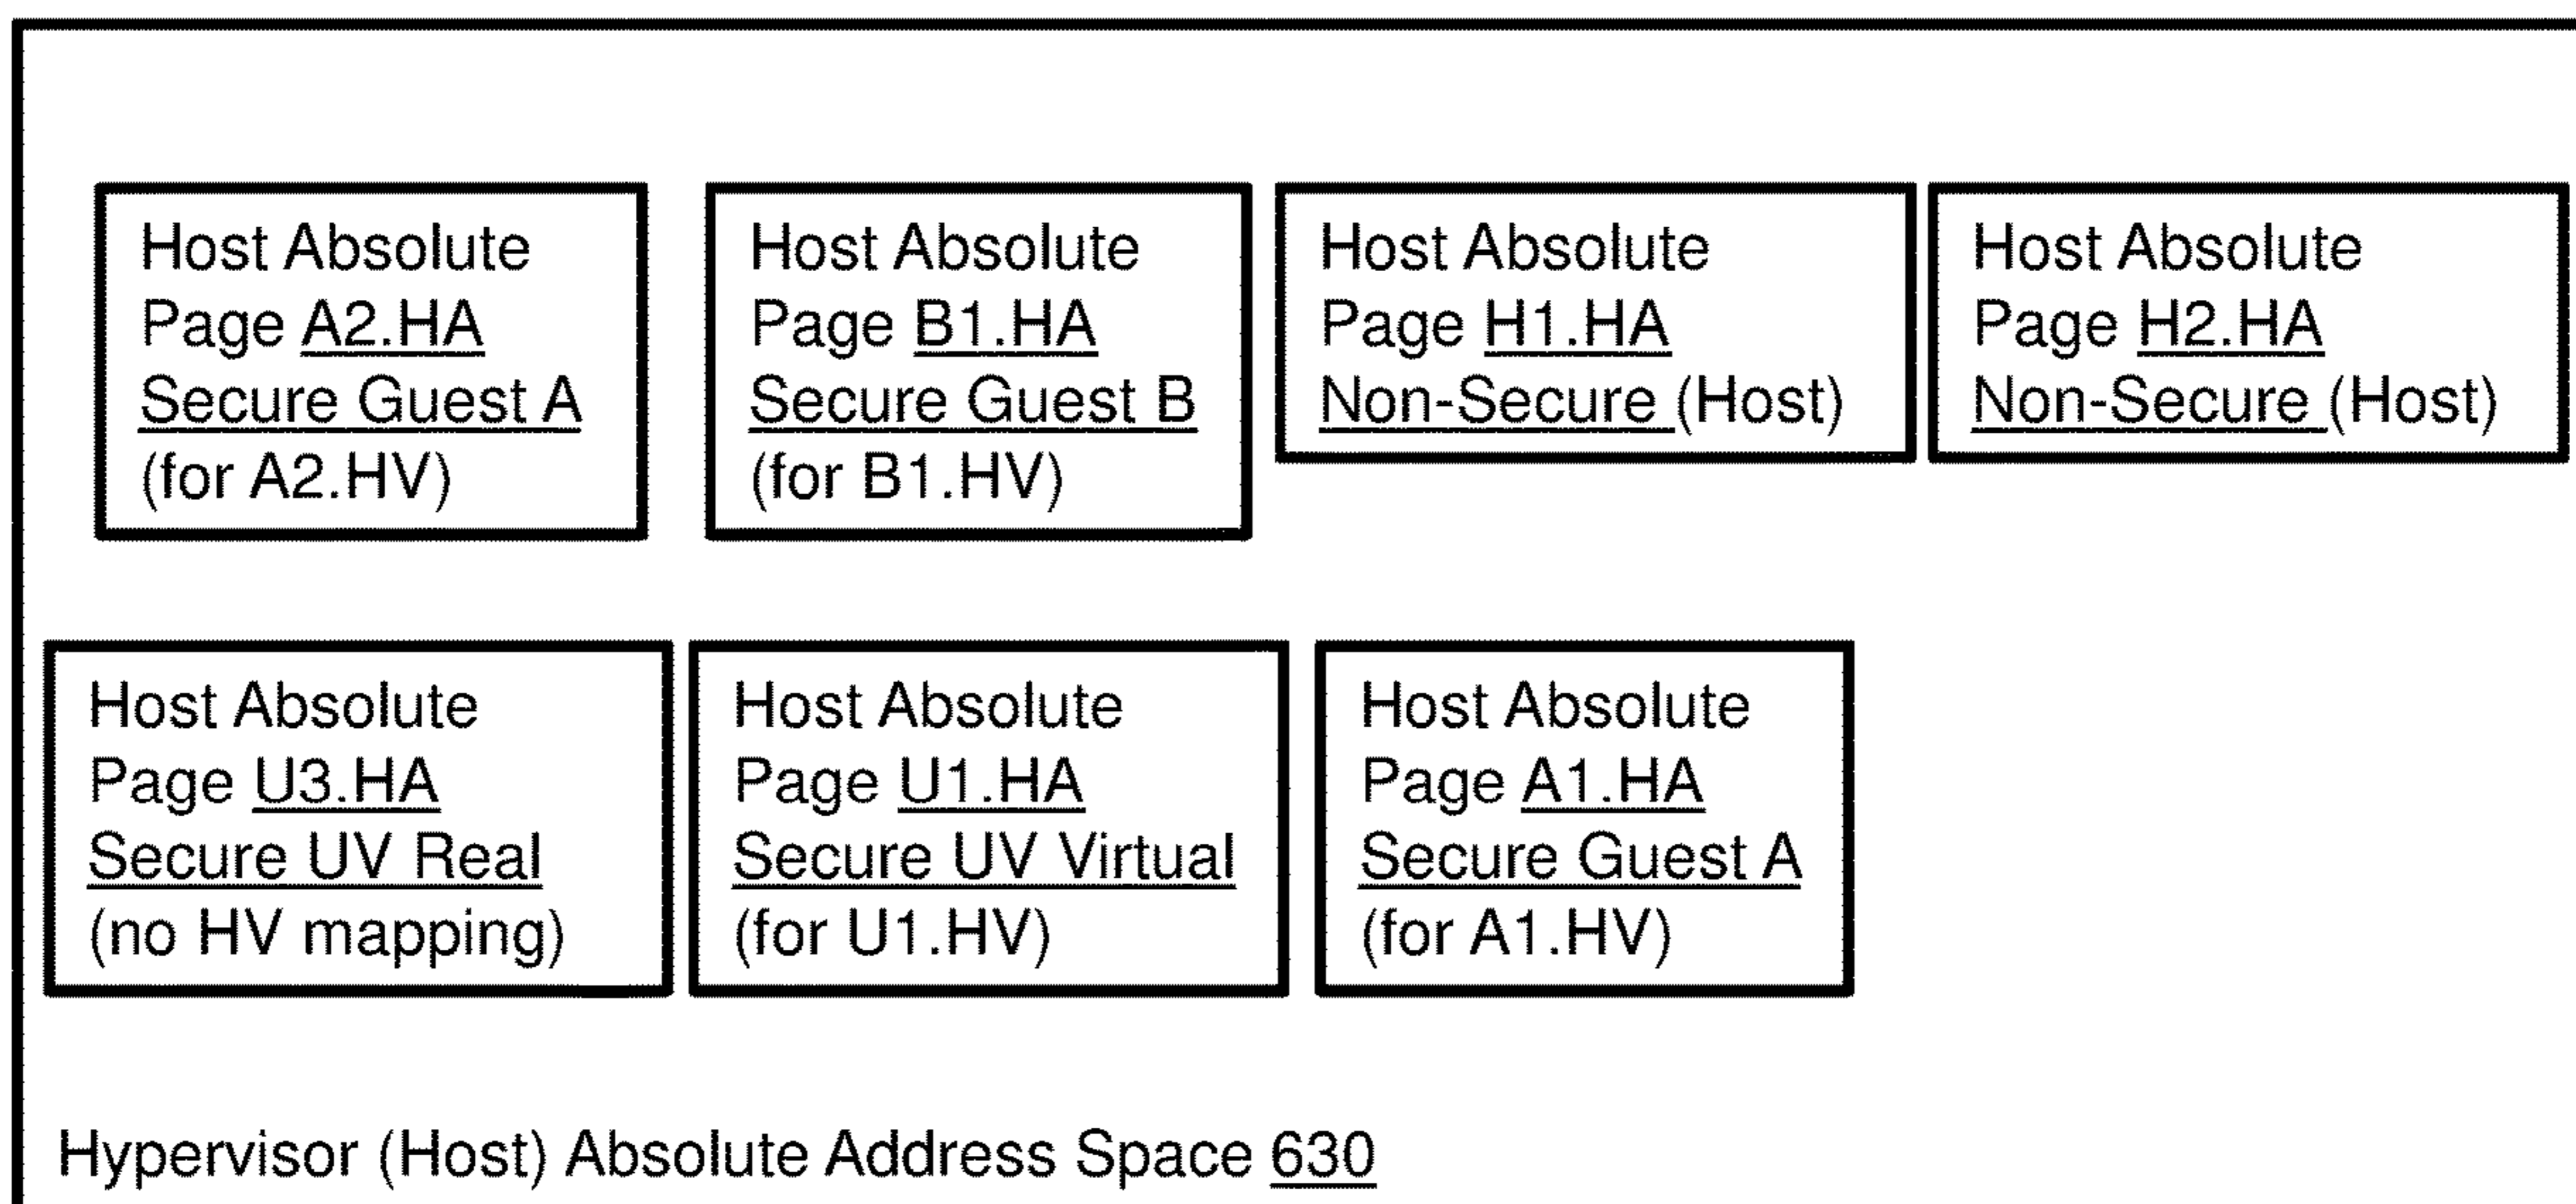 Host Absolute
Page A2.HA
Secure Guest A
(for A2.HV)
Host Absolute
Page B1.HA
Secure Guest B
(for B1.HV)
Host Absolute
Page H1.HA
Non-Secure (Host)
Host Absolute
Page H2.HA
Non-Secure (Host)
Host Absolute
Page U3.HA
Secure UV Real
(no HV mapping)
Host Absolute
Page U1.HA
Secure UV Virtual
(for U1.HV)
Host Absolute
Page A1.HA
Secure Guest A
(for A1.HV)
Hypervisor (Host) Absolute Address Space 630